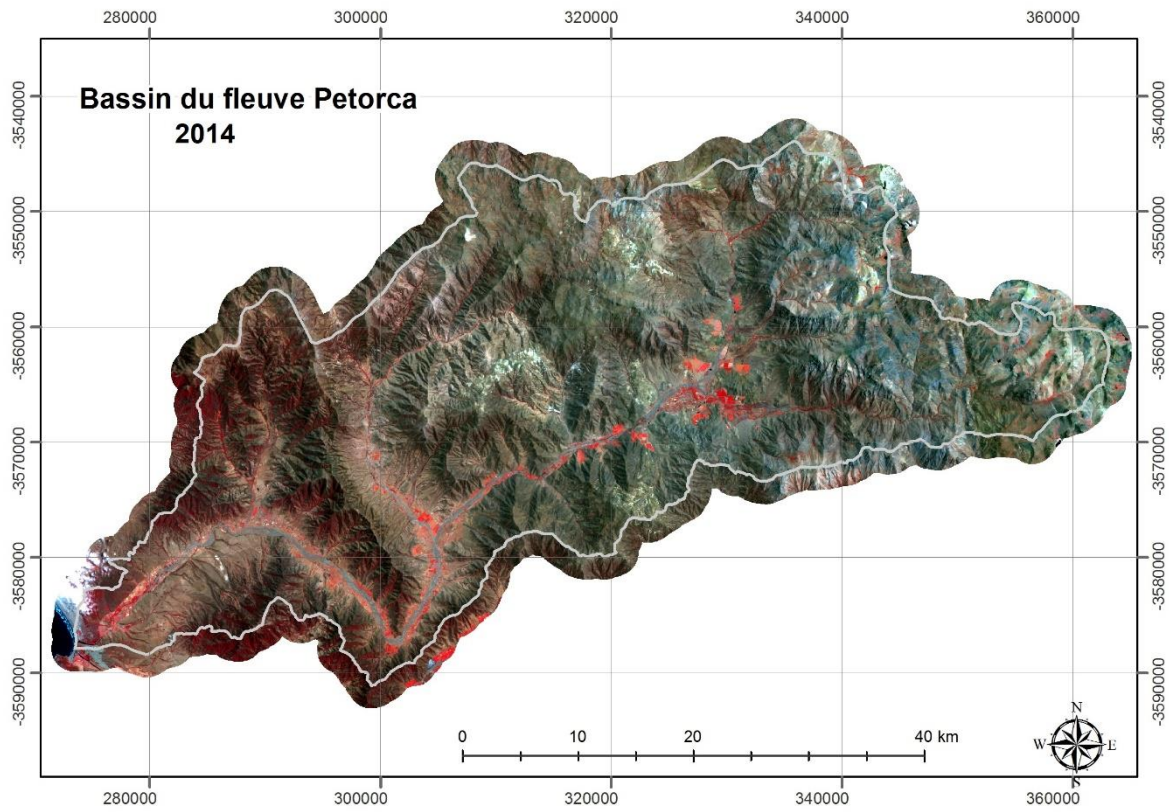 280000 300000 320000 340000 360000
Bassin du fleuve Petorca
2014
-3540000 -3540000
-3550000 -3550000
-3560000 -3560000
-3570000 -3570000
-3580000 -3580000
-3590000 -3590000
0 10 20 40 km
N
W E
S
280000 300000 320000 340000 360000